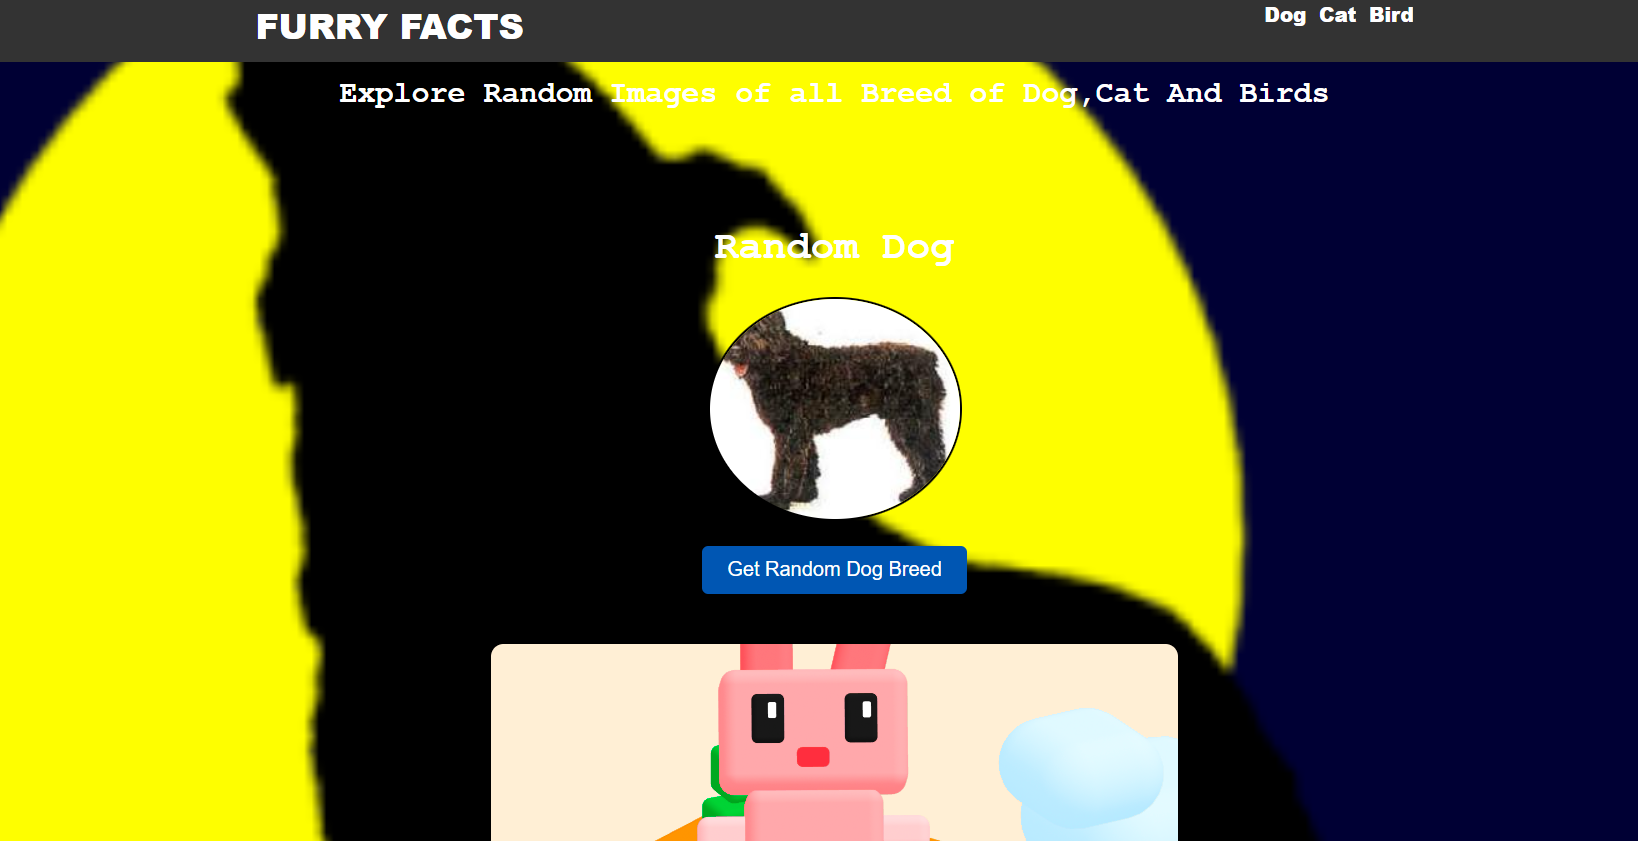 FURRY FACTS
Dog Cat Bird
Explore Random Images of all Breed of Dog,Cat And Birds
Random Dog
Get Random Dog Breed